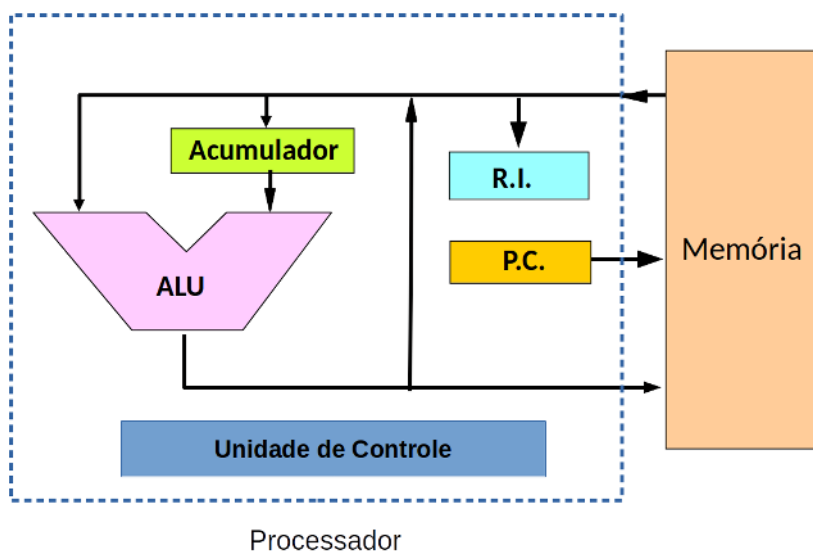 Acumulador
R.I.
P.C.
Memória
ALU
Unidade de Controle
Processador